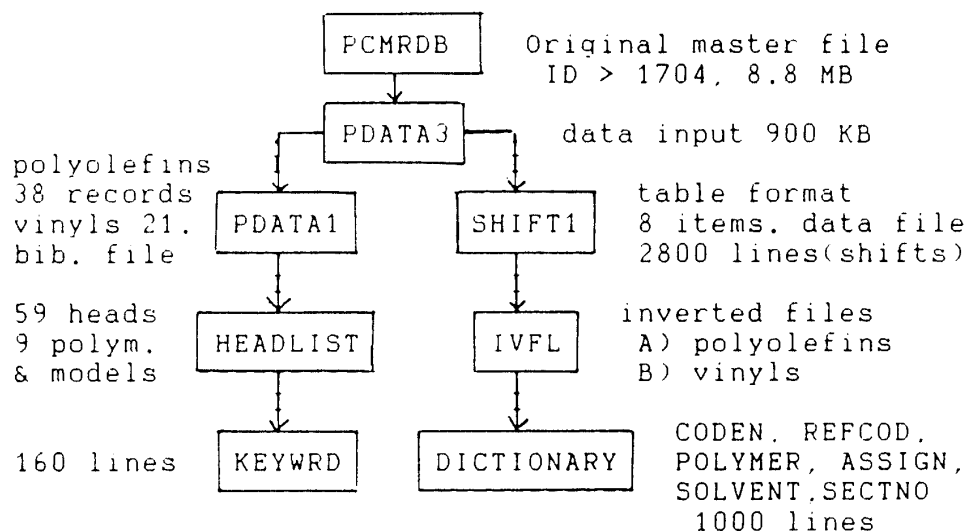 PCMRDB
Original master file
ID > 1704, 8.8 MB
PDATA3
data input 900 KB
polyolefins
38 records
vinyls 21.
bib. file
PDATA1
SHIFT1
table format
8 items. data file
2800 lines(shifts)
59 heads
9 polym.
& models
HEADLIST
IVFL
inverted files
A) polyolefins
B) vinyls
160 lines
KEYWRD
DICTIONARY
CODEN, REFCOD,
POLYMER, ASSIGN,
SOLVENT,SECTNO
1000 lines